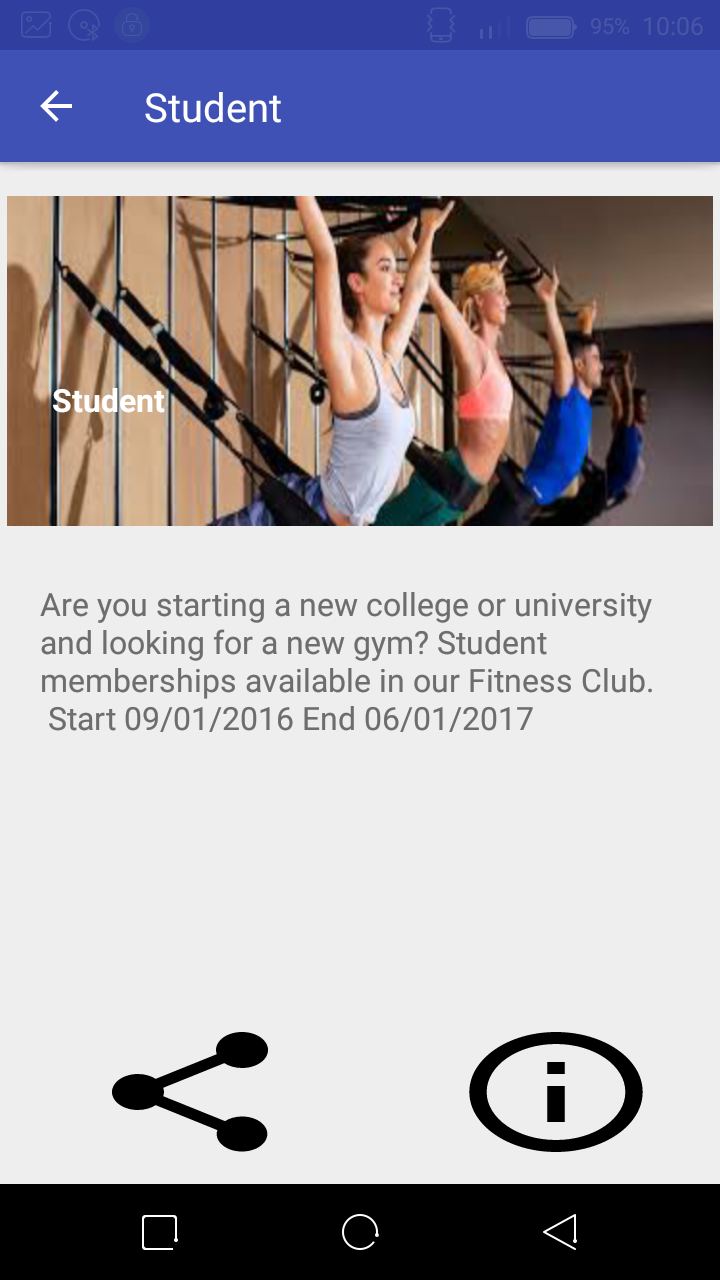 95% 10:06
Student
Student
Are you starting a new college or university
and looking for a new gym? Student
memberships available in our Fitness Club.
Start 09/01/2016 End 06/01/2017